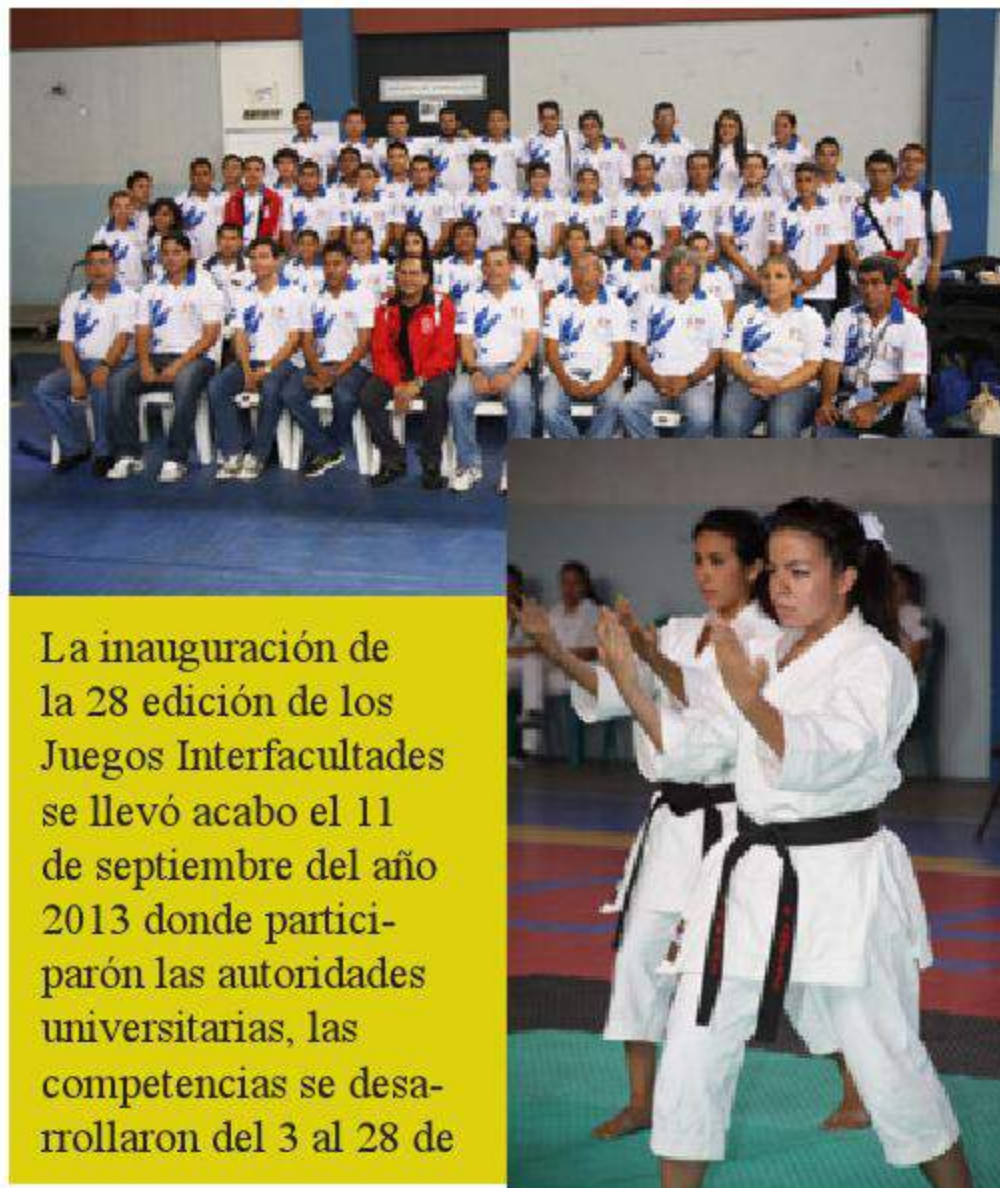 La inauguración de
la 28 edición de los
Juegos Interfacultades
se llevó acabo el 11
de septiembre del año
2013 donde partici-
parón las autoridades
universitarias, las
competencias se desa-
rrollaron del 3 al 28 de